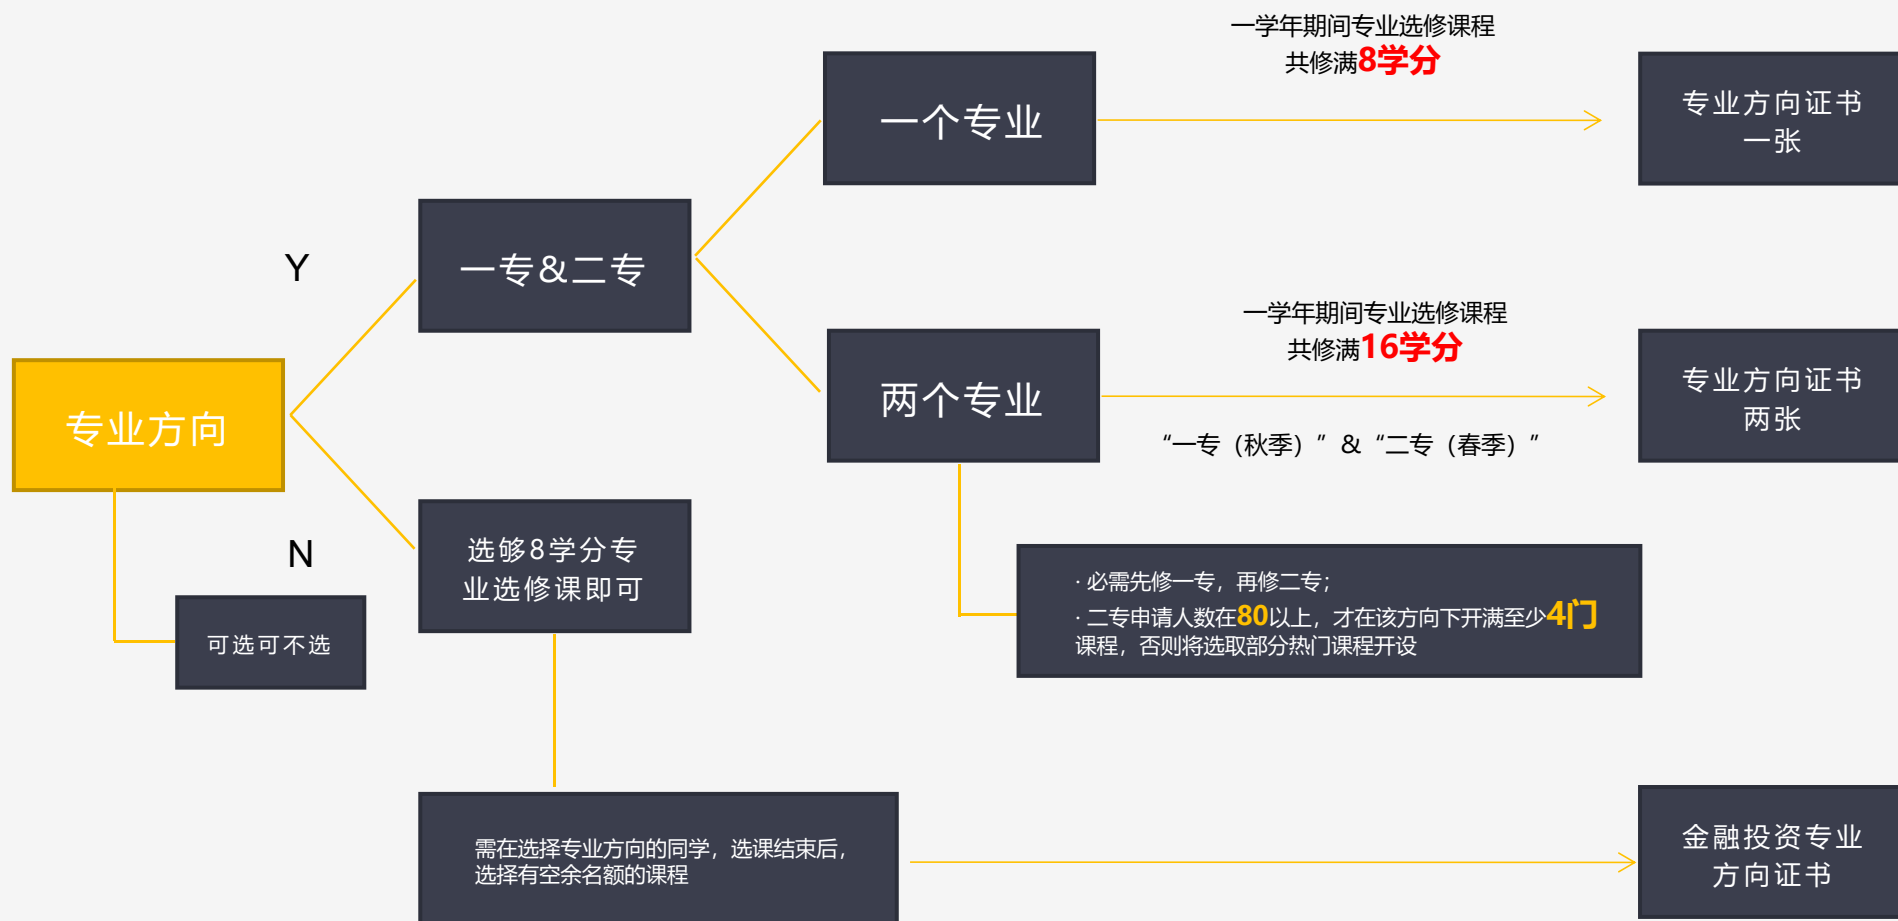 一学年期间专业选修课程
共修满8学分
一个专业
专业方向证书
一张
Y
一专&二专
一学年期间专业选修课程
共修满16学分
专业方向
两个专业
专业方向证书
两张
“一专（秋季）”&“二专（春季）”
N
选够8学分专
业选修课即可
可选可不选
· 必需先修一专，再修二专；
· 二专申请人数在80以上，才在该方向下开满至少4门
课程，否则将选取部分热门课程开设
需在选择专业方向的同学，选课结束后，
选择有空余名额的课程
金融投资专业
方向证书